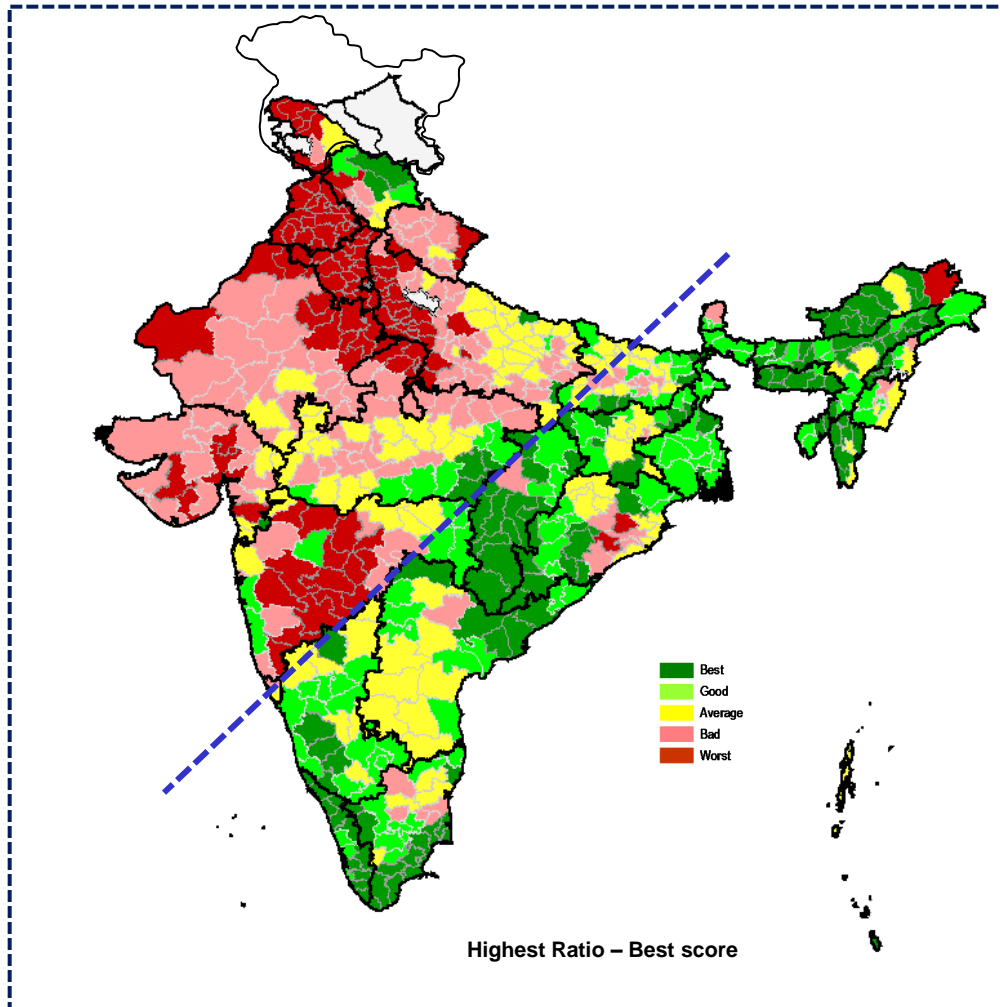 Best
Good
Average
Bad
Worst
Highest Ratio – Best score